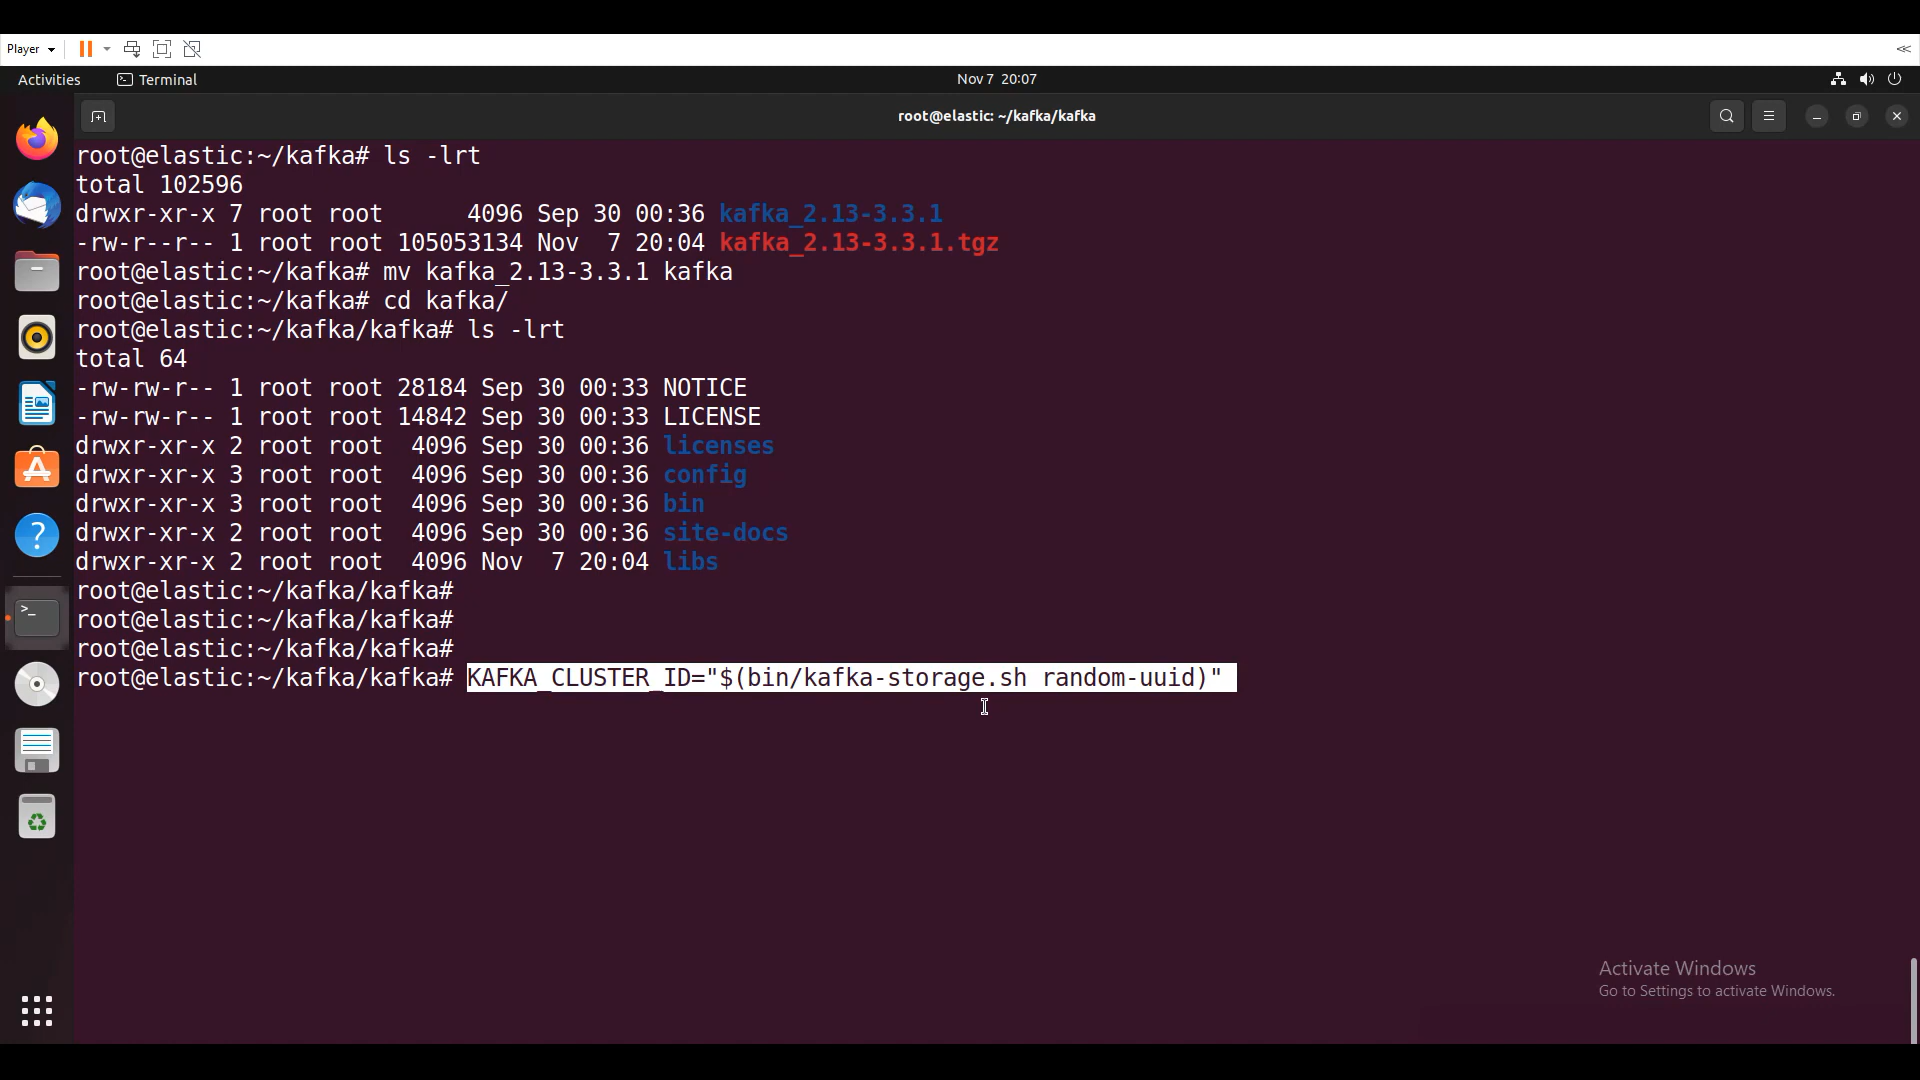 Player
Activities
Terminal
Nov 7 20:07
root@elastic: ~/kafka/kafka
root@elastic:~/kafka# ls -lrt
total 102596
drwxr-xr-x 7 root root      4096 Sep 30 00:36 kafka_2.13-3.3.1
-rw-r--r-- 1 root root 105053134 Nov  7 20:04 kafka_2.13-3.3.1.tgz
root@elastic:~/kafka# mv kafka_2.13-3.3.1 kafka
root@elastic:~/kafka# cd kafka/
root@elastic:~/kafka/kafka# ls -lrt
total 64
-rw-rw-r-- 1 root root 28184 Sep 30 00:33 NOTICE
-rw-rw-r-- 1 root root 14842 Sep 30 00:33 LICENSE
drwxr-xr-x 2 root root  4096 Sep 30 00:36 licenses
drwxr-xr-x 3 root root  4096 Sep 30 00:36 config
drwxr-xr-x 3 root root  4096 Sep 30 00:36 bin
drwxr-xr-x 2 root root  4096 Sep 30 00:36 site-docs
drwxr-xr-x 2 root root  4096 Nov  7 20:04 libs
root@elastic:~/kafka/kafka#
root@elastic:~/kafka/kafka#
root@elastic:~/kafka/kafka#
root@elastic:~/kafka/kafka# KAFKA_CLUSTER_ID="$(bin/kafka-storage.sh random-uuid)"
Activate Windows
Go to Settings to activate Windows.